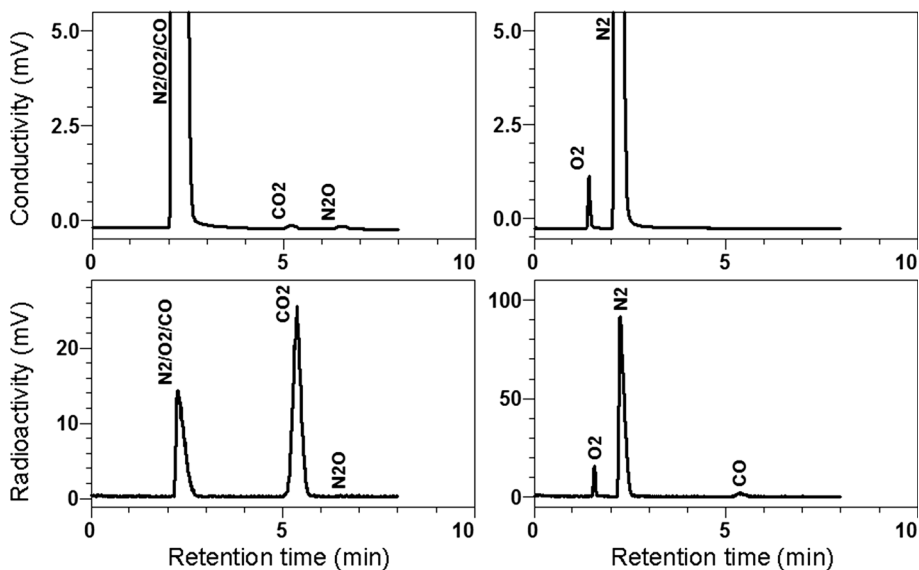 Conductivity (mV)
5.0
2.5
0.0
N2/O2/CO
CO2
N2O
0
5
10
5.0
2.5
0.0
O2
N2
0
5
10
Radioactivity (mV)
20
10
0
N2/O2/CO
CO2
N2O
0
5
10
Retention time (min)
100
50
0
O2
N2
CO
0
5
10
Retention time (min)